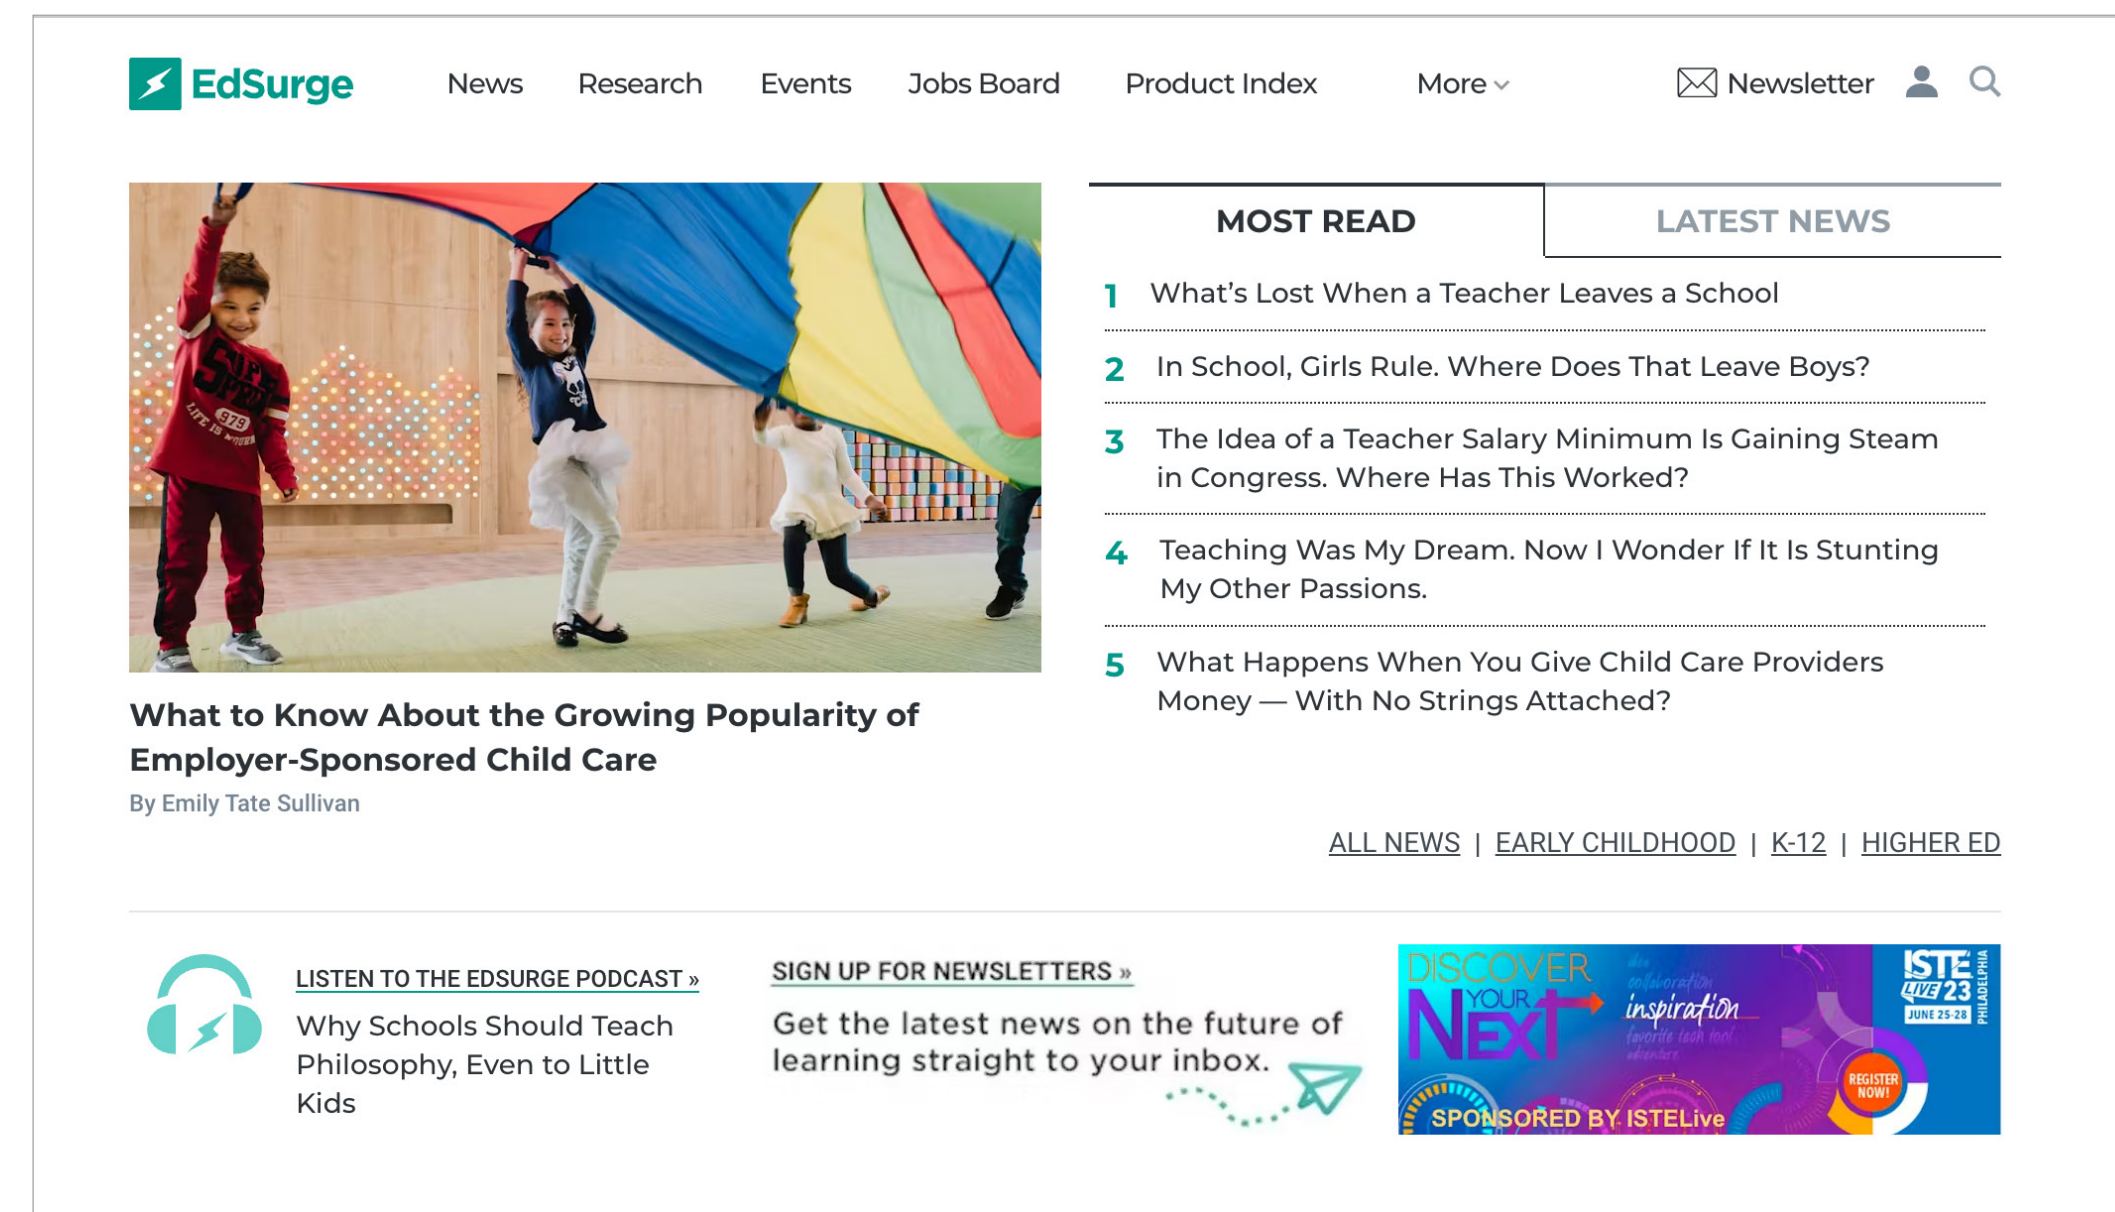 EdSurge
News
Research
Events
Jobs Board
Product Index
More
Newsletter
979
What to Know About the Growing Popularity of
Employer-Sponsored Child Care
By Emily Tate Sullivan
MOST READ
LATEST NEWS
1 What's Lost When a Teacher Leaves a School
2 In School, Girls Rule. Where Does That Leave Boys?
3 The Idea of a Teacher Salary Minimum Is Gaining Steam
in Congress. Where Has This Worked?
4 Teaching Was My Dream. Now I Wonder If It Is Stunting
My Other Passions.
5 What Happens When You Give Child Care Providers
Money — With No Strings Attached?
ALL NEWS | EARLY CHILDHOOD | K-12 | HIGHER ED
LISTEN TO THE EDSURGE PODCAST »
Why Schools Should Teach
Philosophy, Even to Little
Kids
SIGN UP FOR NEWSLETTERS »
Get the latest news on the future of
learning straight to your inbox.
DiSCOVER
YOUR
NEXT
idea
collaboration
inspiration
favorite tech tool
adventure
ISTE
LIVE 23
JUNE 25-28
PHILADELPHIA
REGISTER
NOW!
SPONSORED BY ISTELive